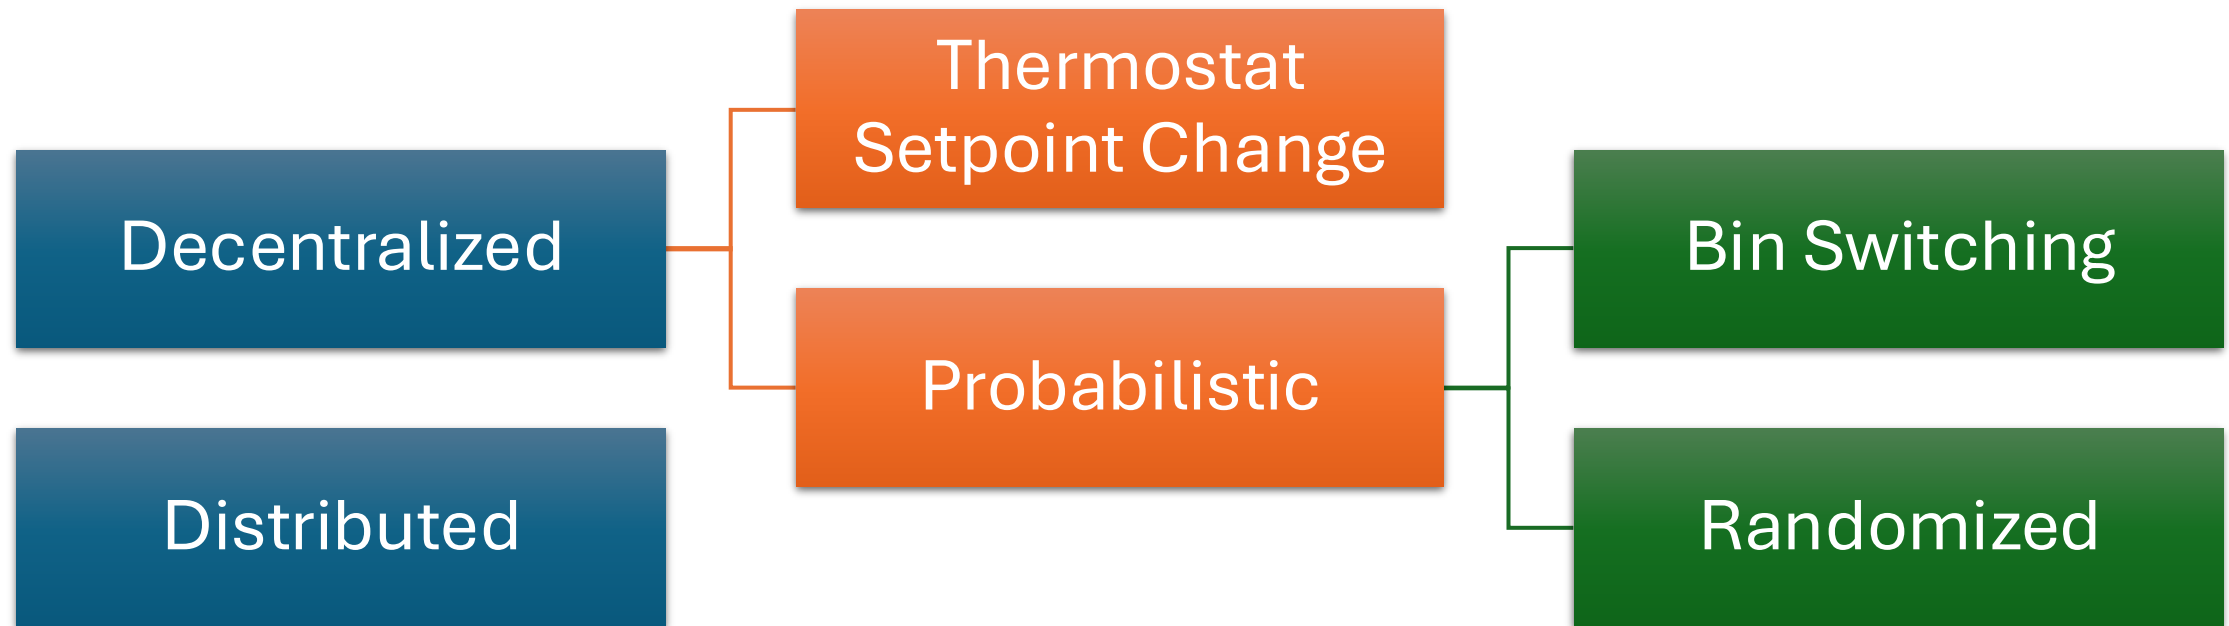 Decentralized
Thermostat
Setpoint Change
Probabilistic
Bin Switching
Randomized
Distributed